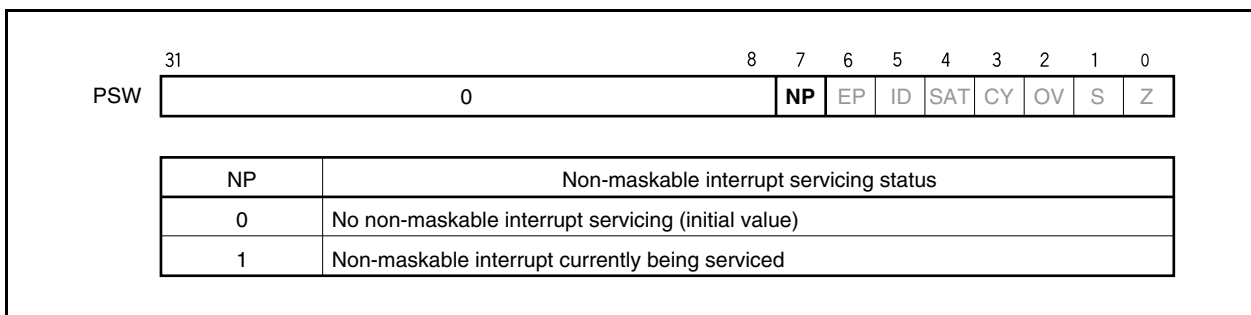 31 8 7 6 5 4 3 2 1 0
PSW 0 NP EP ID SAT CY OV S Z
NP Non-maskable interrupt servicing status
0 No non-maskable interrupt servicing (initial value)
1 Non-maskable interrupt currently being serviced